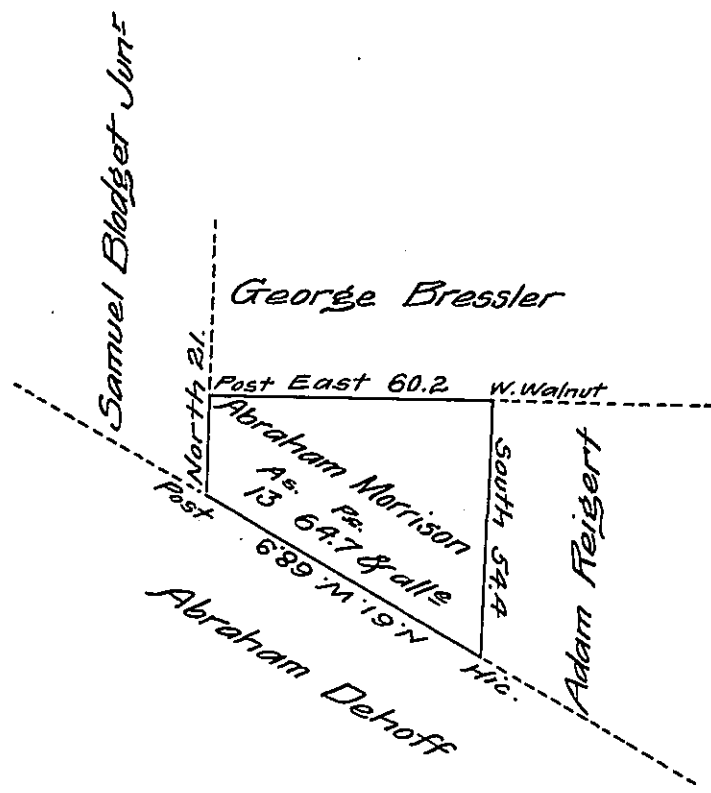 Samuel Blodget Junr
George Bressler
North 21.
Post East 60.2
W. Walnut
Abraham Morrison
As. Ps.
13 64.7 & alle
South 54.4
Adam Reigert
Post
N. 61. W. 68.9
Hic.
Abraham Dehoff